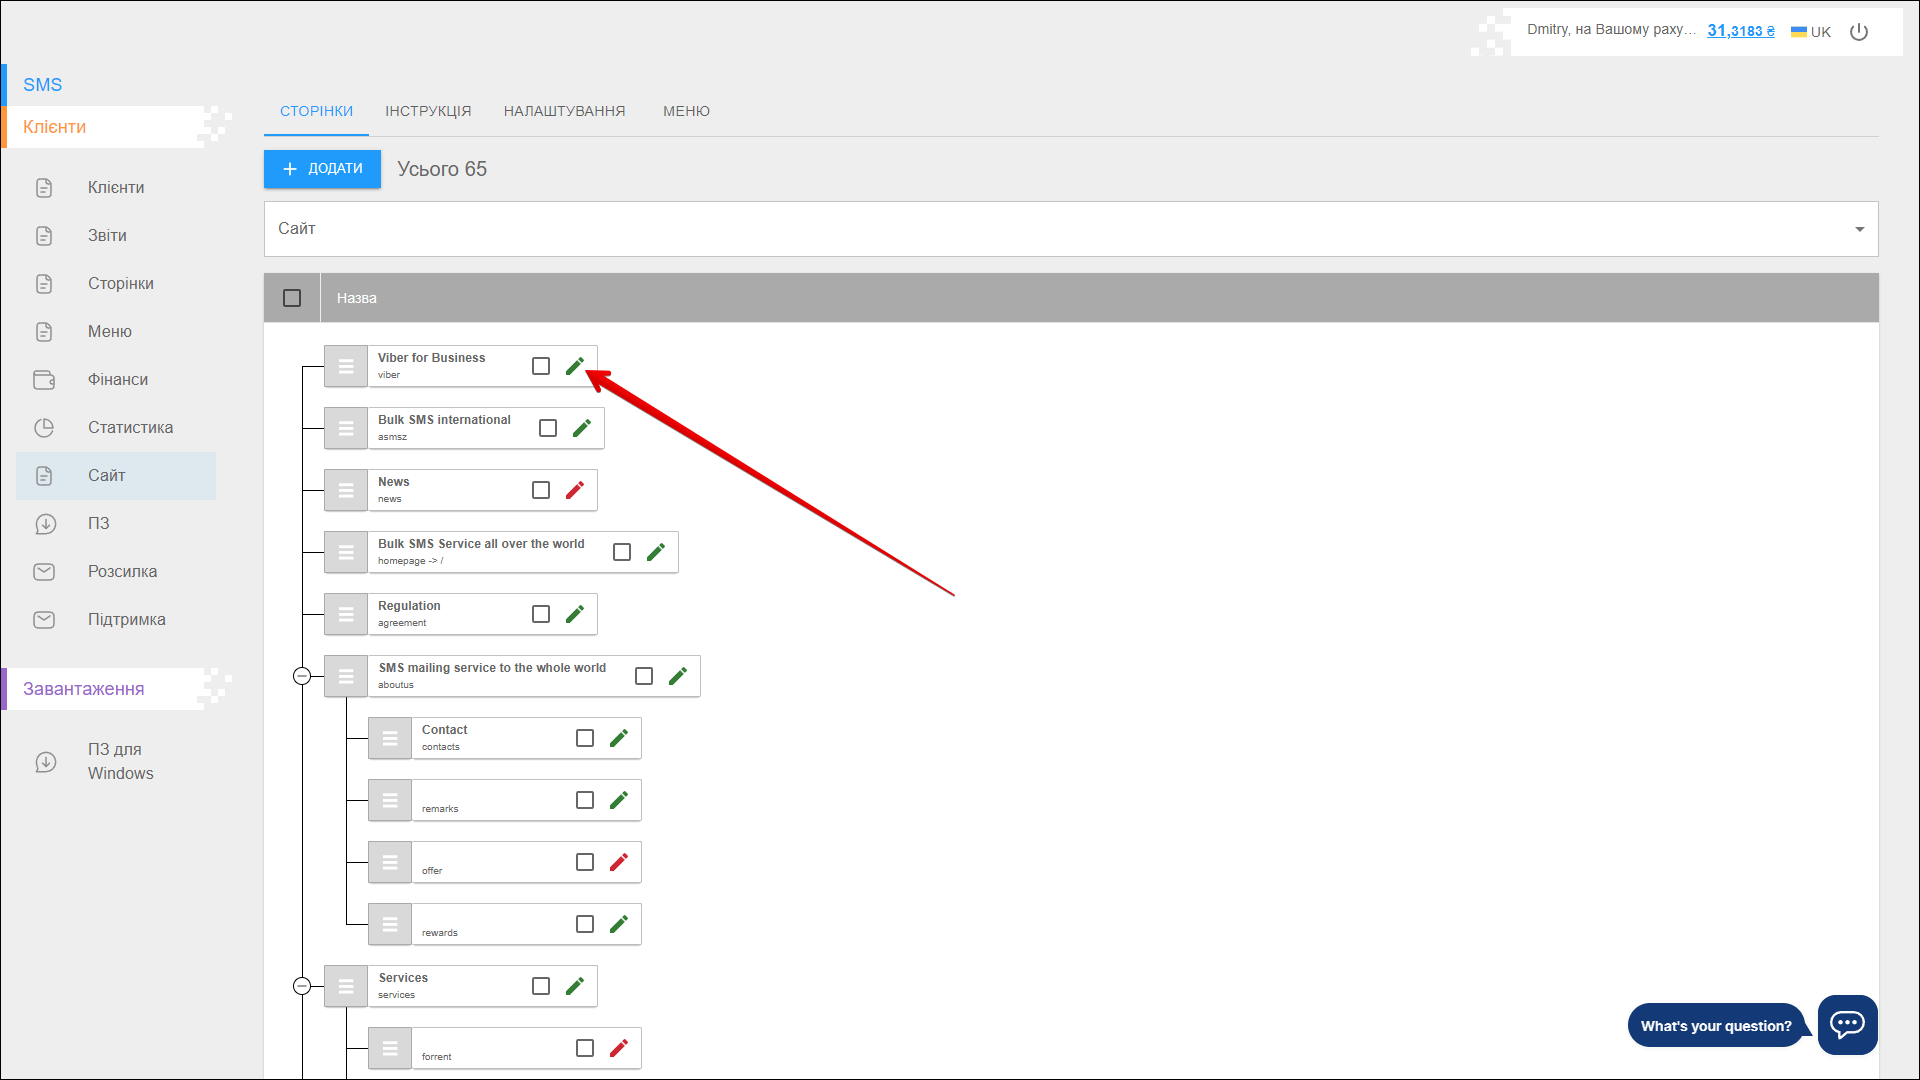 Dmitry, на Вашому раху... 31,3183 ₴ UK
SMS
Клієнти
Клієнти
Звіти
Сторінки
Меню
Фінанси
Статистика
Сайт
ПЗ
Розсилка
Підтримка
Завантаження
ПЗ для
Windows
СТОРІНКИ ІНСТРУКЦІЯ НАЛАШТУВАННЯ МЕНЮ
ДОДАТИ Усього 65
Сайт
Назва
Viber for Business
viber
Bulk SMS international
asmsz
News
news
Bulk SMS Service all over the world
homepage -> /
Regulation
agreement
SMS mailing service to the whole world
aboutus
Contact
contacts
remarks
offer
rewards
Services
services
forrent
What's your question?